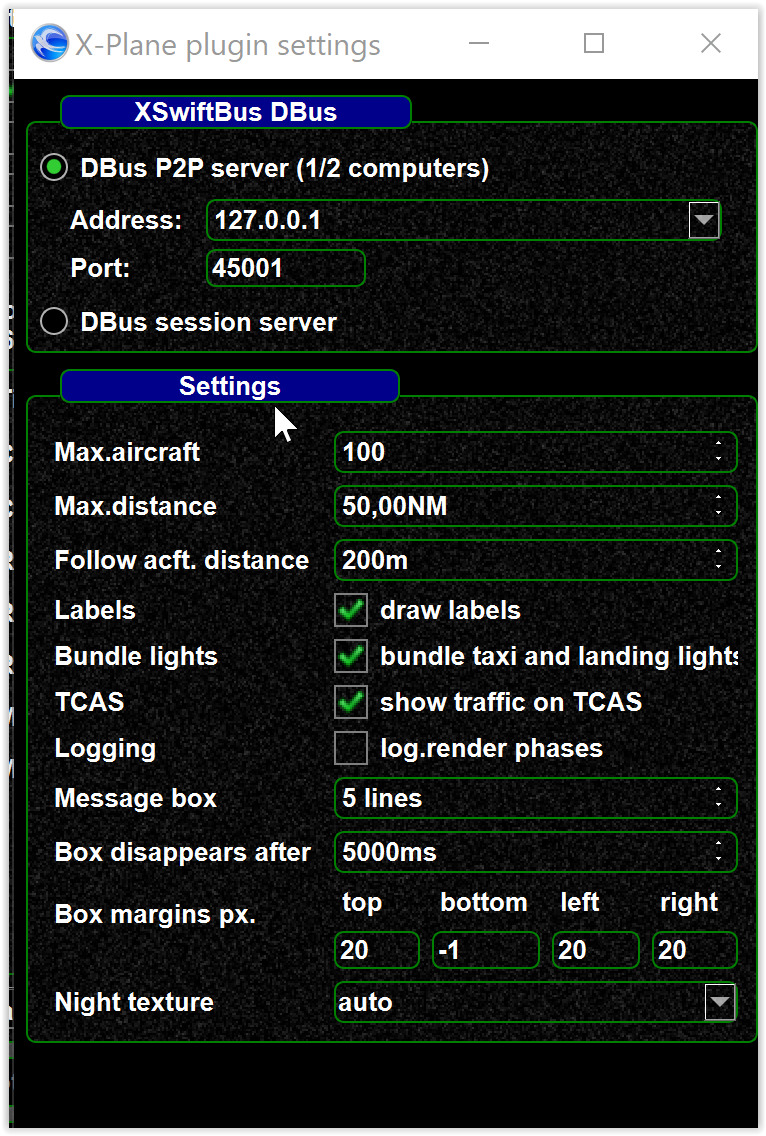 X-Plane plugin settings
XSwiftBus DBus
DBus P2P server (1/2 computers)
Address: 127.0.0.1
Port: 45001
DBus session server
Settings
Max.aircraft 100
Max.distance 50,00NM
Follow acft. distance 200m
Labels draw labels
Bundle lights bundle taxi and landing lights
TCAS show traffic on TCAS
Logging log.render phases
Message box 5 lines
Box disappears after 5000ms
top bottom left right
Box margins px.
20 -1 20 20
Night texture auto